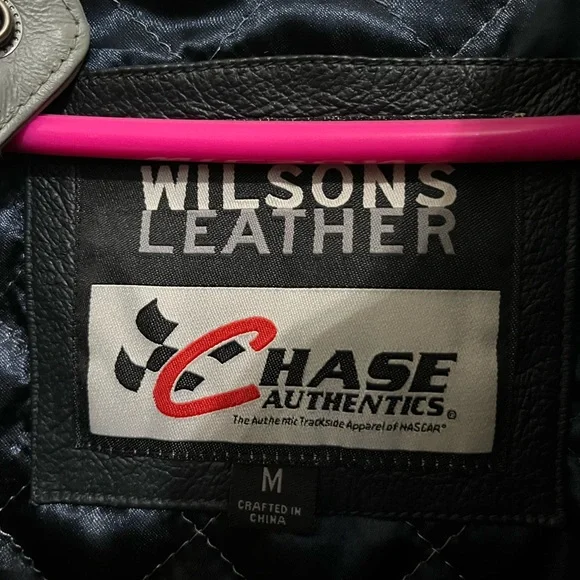 WILSONS
LEATHER
CHASE
AUTHENTICS®
The Authentic Trackside Apparel of NASCAR®
M
CRAFTED IN
CHINA